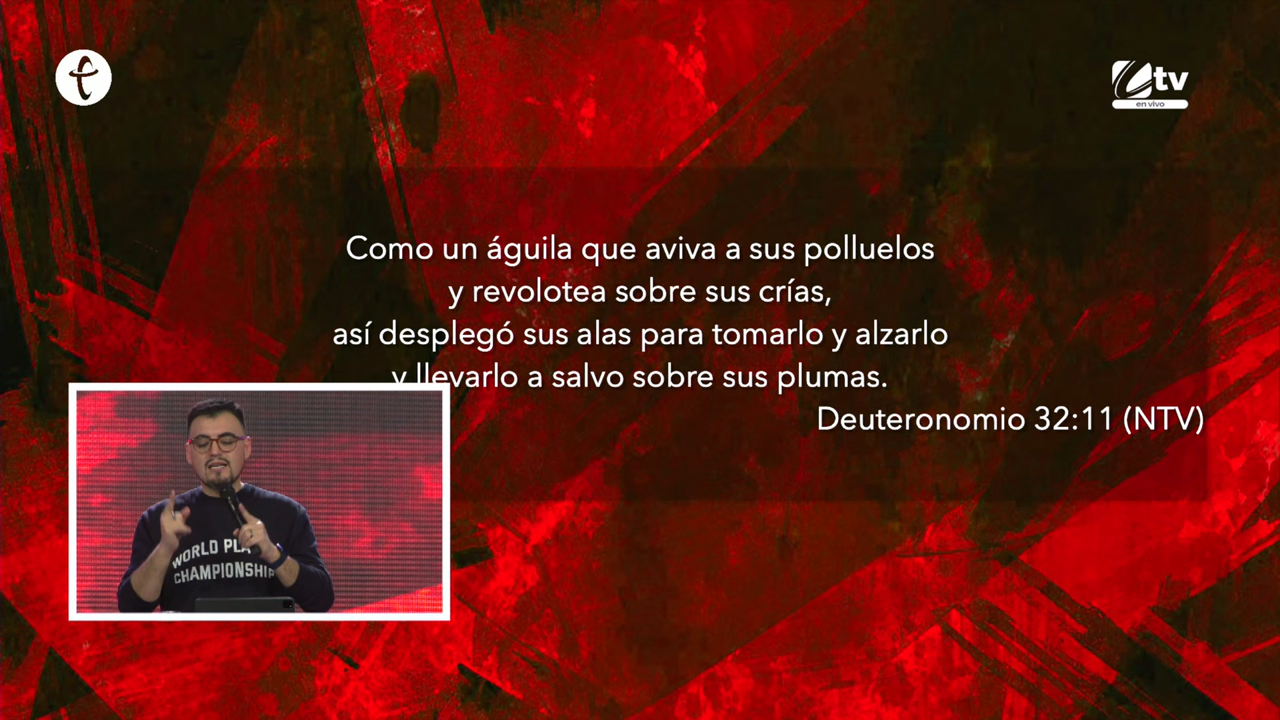 tv
en vivo
Como un águila que aviva a sus polluelos
y revolotea sobre sus crías,
así desplegó sus alas para tomarlo y alzarlo
y llevarlo a salvo sobre sus plumas.
Deuteronomio 32:11 (NTV)
WORLD
CHAMPIONSHIP